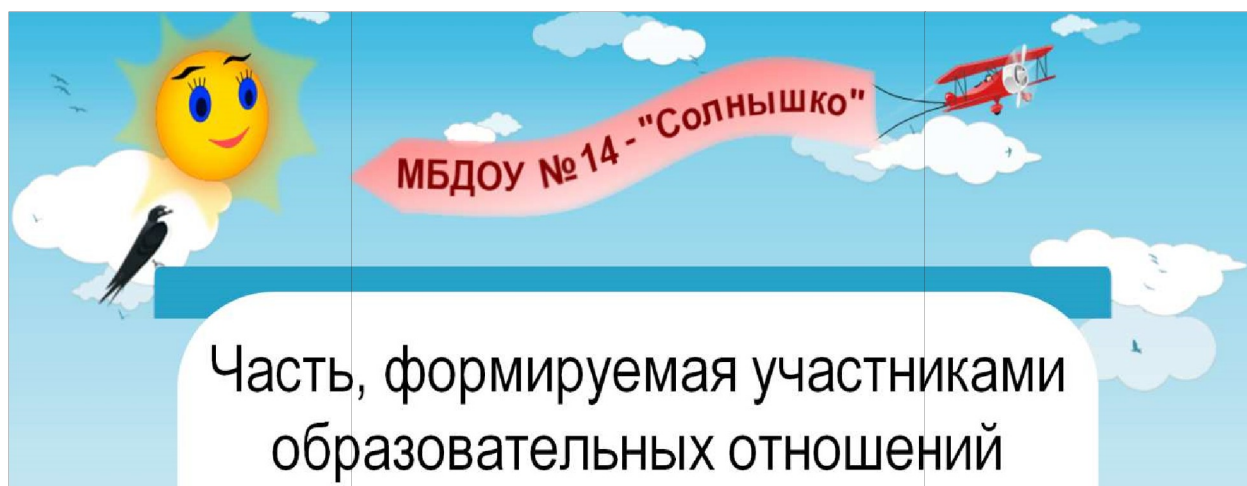 МБДОУ №14 - "Солнышко"
Часть, формируемая участниками
образовательных отношений